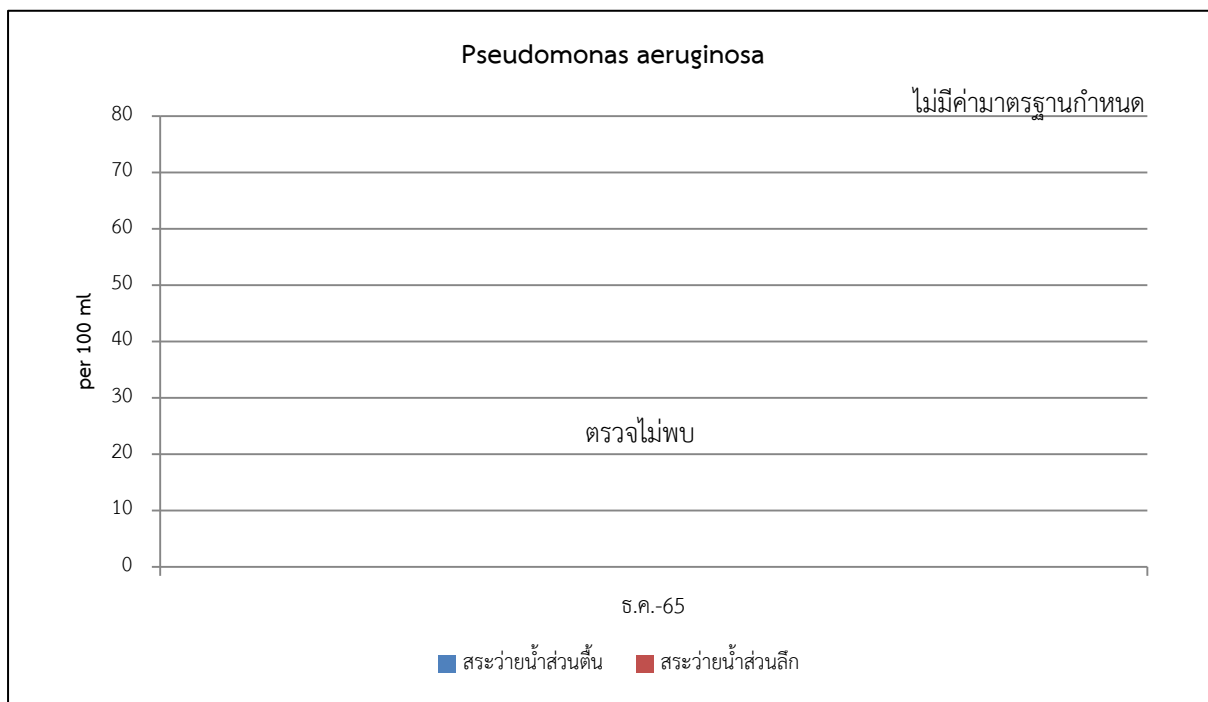 Pseudomonas aeruginosa
ไม่มีค่ามาตรฐานกำหนด
80
70
60
50
40
30
20
10
0
per 100 ml
ตรวจไม่พบ
ธ.ค.-65
สระว่ายน้ำส่วนตื้น สระว่ายน้ำส่วนลึก